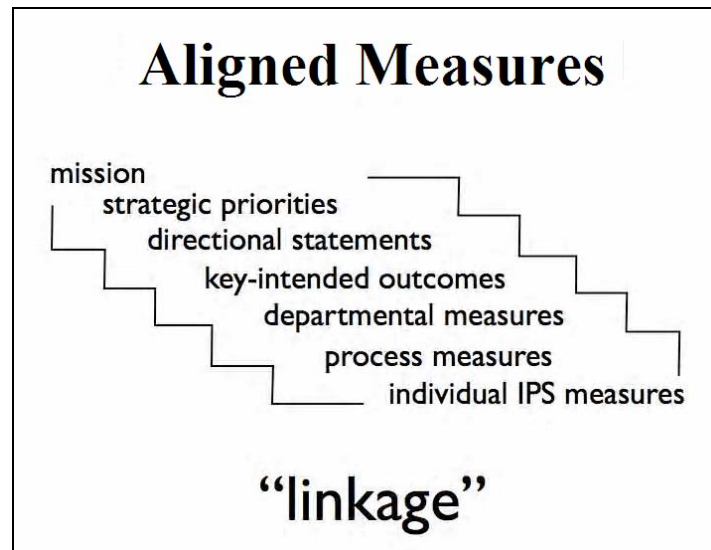 Aligned Measures
mission
strategic priorities
directional statements
key-intended outcomes
departmental measures
process measures
individual IPS measures
“linkage”